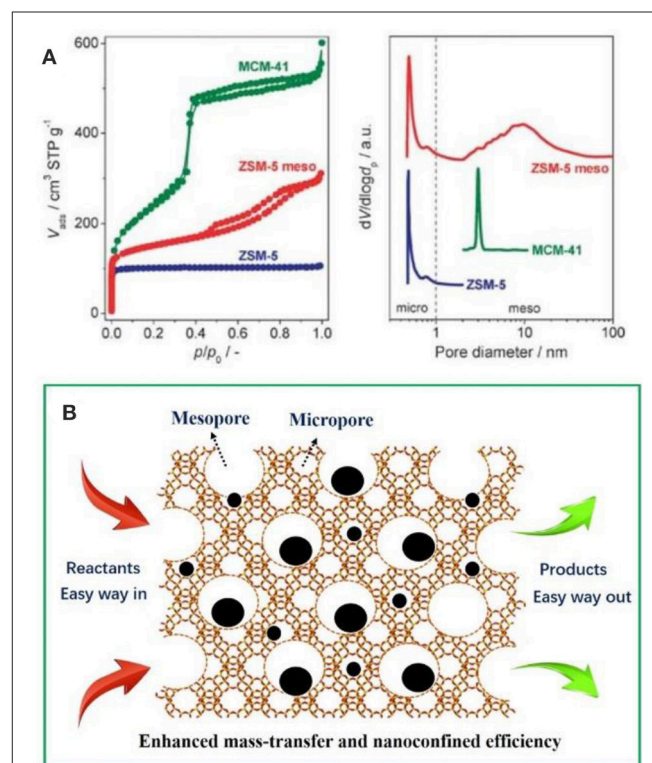 A
600
400
200
0
V_ads / cm³ STP g⁻¹
MCM-41
ZSM-5 meso
ZSM-5
0.0 0.2 0.4 0.6 0.8 1.0
p/p₀ / -
dV/dlogd_p / a.u.
ZSM-5 meso
MCM-41
ZSM-5
micro
meso
1 10 100
Pore diameter / nm
B
Mesopore
Micropore
Reactants
Easy way in
Products
Easy way out
Enhanced mass-transfer and nanoconfined efficiency